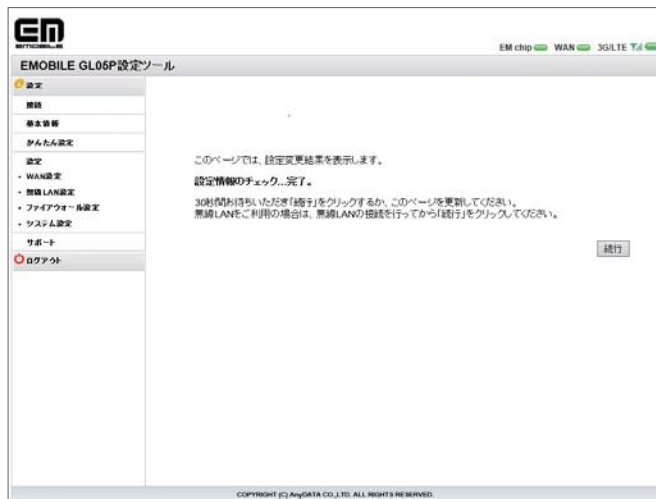 EM
EMOBILE
EM chip WAN 3G/LTE
EMOBILE GL05P設定ツール
設定
接続
基本情報
かんたん設定
設定
・WAN設定
・無線LAN設定
・ファイアウォール設定
・システム設定
サポート
ログアウト
このページでは、設定変更結果を表示します。
設定情報のチェック...完了。
30秒間お待ちいただき「続行」をクリックするか、このページを更新してください。
無線LANをご利用の場合は、無線LANの接続を行ってから「続行」をクリックしてください。
続行
COPYRIGHT (C) AnyDATA CO.,LTD. ALL RIGHTS RESERVED.